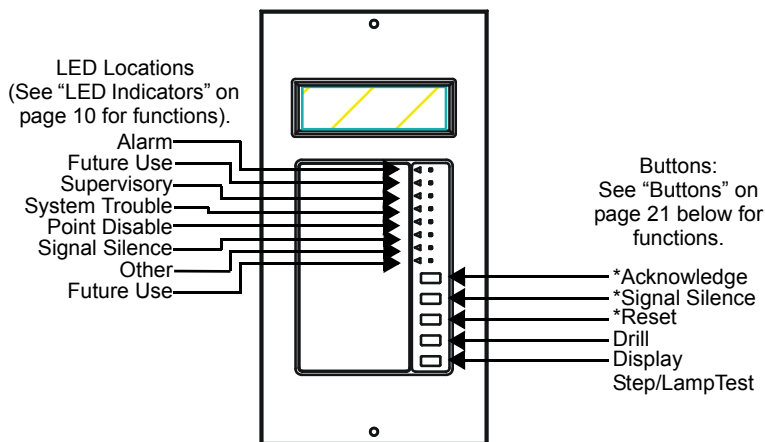 LED Locations
(See “LED Indicators” on
page 10 for functions).
Alarm
Future Use
Supervisory
System Trouble
Point Disable
Signal Silence
Other
Future Use
Buttons:
See “Buttons” on
page 21 below for
functions.
*Acknowledge
*Signal Silence
*Reset
Drill
Display
Step/LampTest